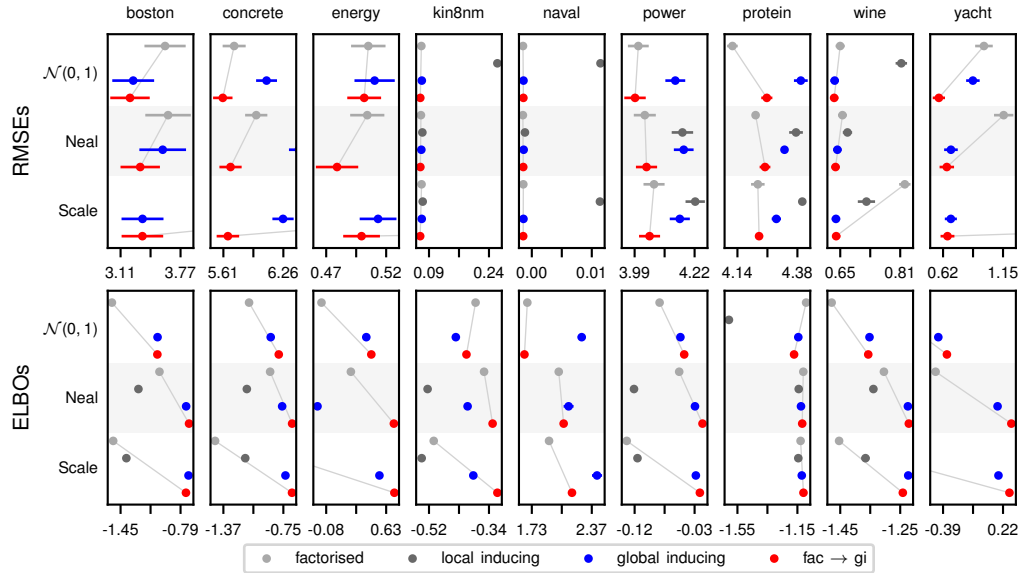 boston concrete energy kin8nm naval power protein wine yacht
RMSEs
𝒩(0, 1)
Neal
Scale
3.11 3.77 5.61 6.26 0.47 0.52 0.09 0.24 0.00 0.01 3.99 4.22 4.14 4.38 0.65 0.81 0.62 1.15
ELBOs
𝒩(0, 1)
Neal
Scale
-1.45 -0.79 -1.37 -0.75 -0.08 0.63 -0.52 -0.34 1.73 2.37 -0.12 -0.03 -1.55 -1.15 -1.45 -1.25 -0.39 0.22
factorised local inducing global inducing fac → gi